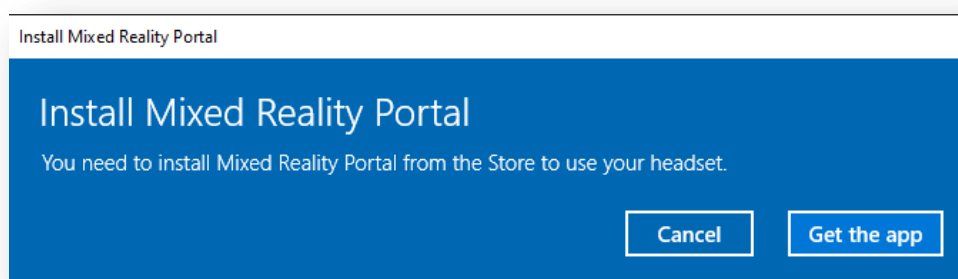 Install Mixed Reality Portal
Install Mixed Reality Portal
You need to install Mixed Reality Portal from the Store to use your headset.
Cancel Get the app